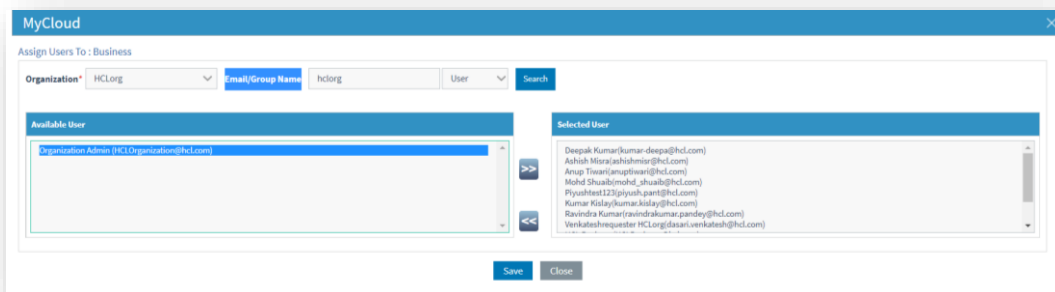 MyCloud
Assign Users To : Business
Organization* HCLorg Email/Group Name hclorg User Search
Available User
Selected User
Organization Admin (HCLOrganization@hcl.com)
>>
<<
Deepak Kumar(kumar-deepa@hcl.com)
Ashish Misra(ashishmisr@hcl.com)
Anup Tiwari(anuptiwari@hcl.com)
Mohd Shuaib(mohd_shuaib@hcl.com)
Piyushtest123(piyush.pant@hcl.com)
Kumar Kislay(kumar.kislay@hcl.com)
Ravindra Kumar(ravindrakumar.pandey@hcl.com)
Venkateshrequester HCLorg(dasari.venkatesh@hcl.com)
Save Close